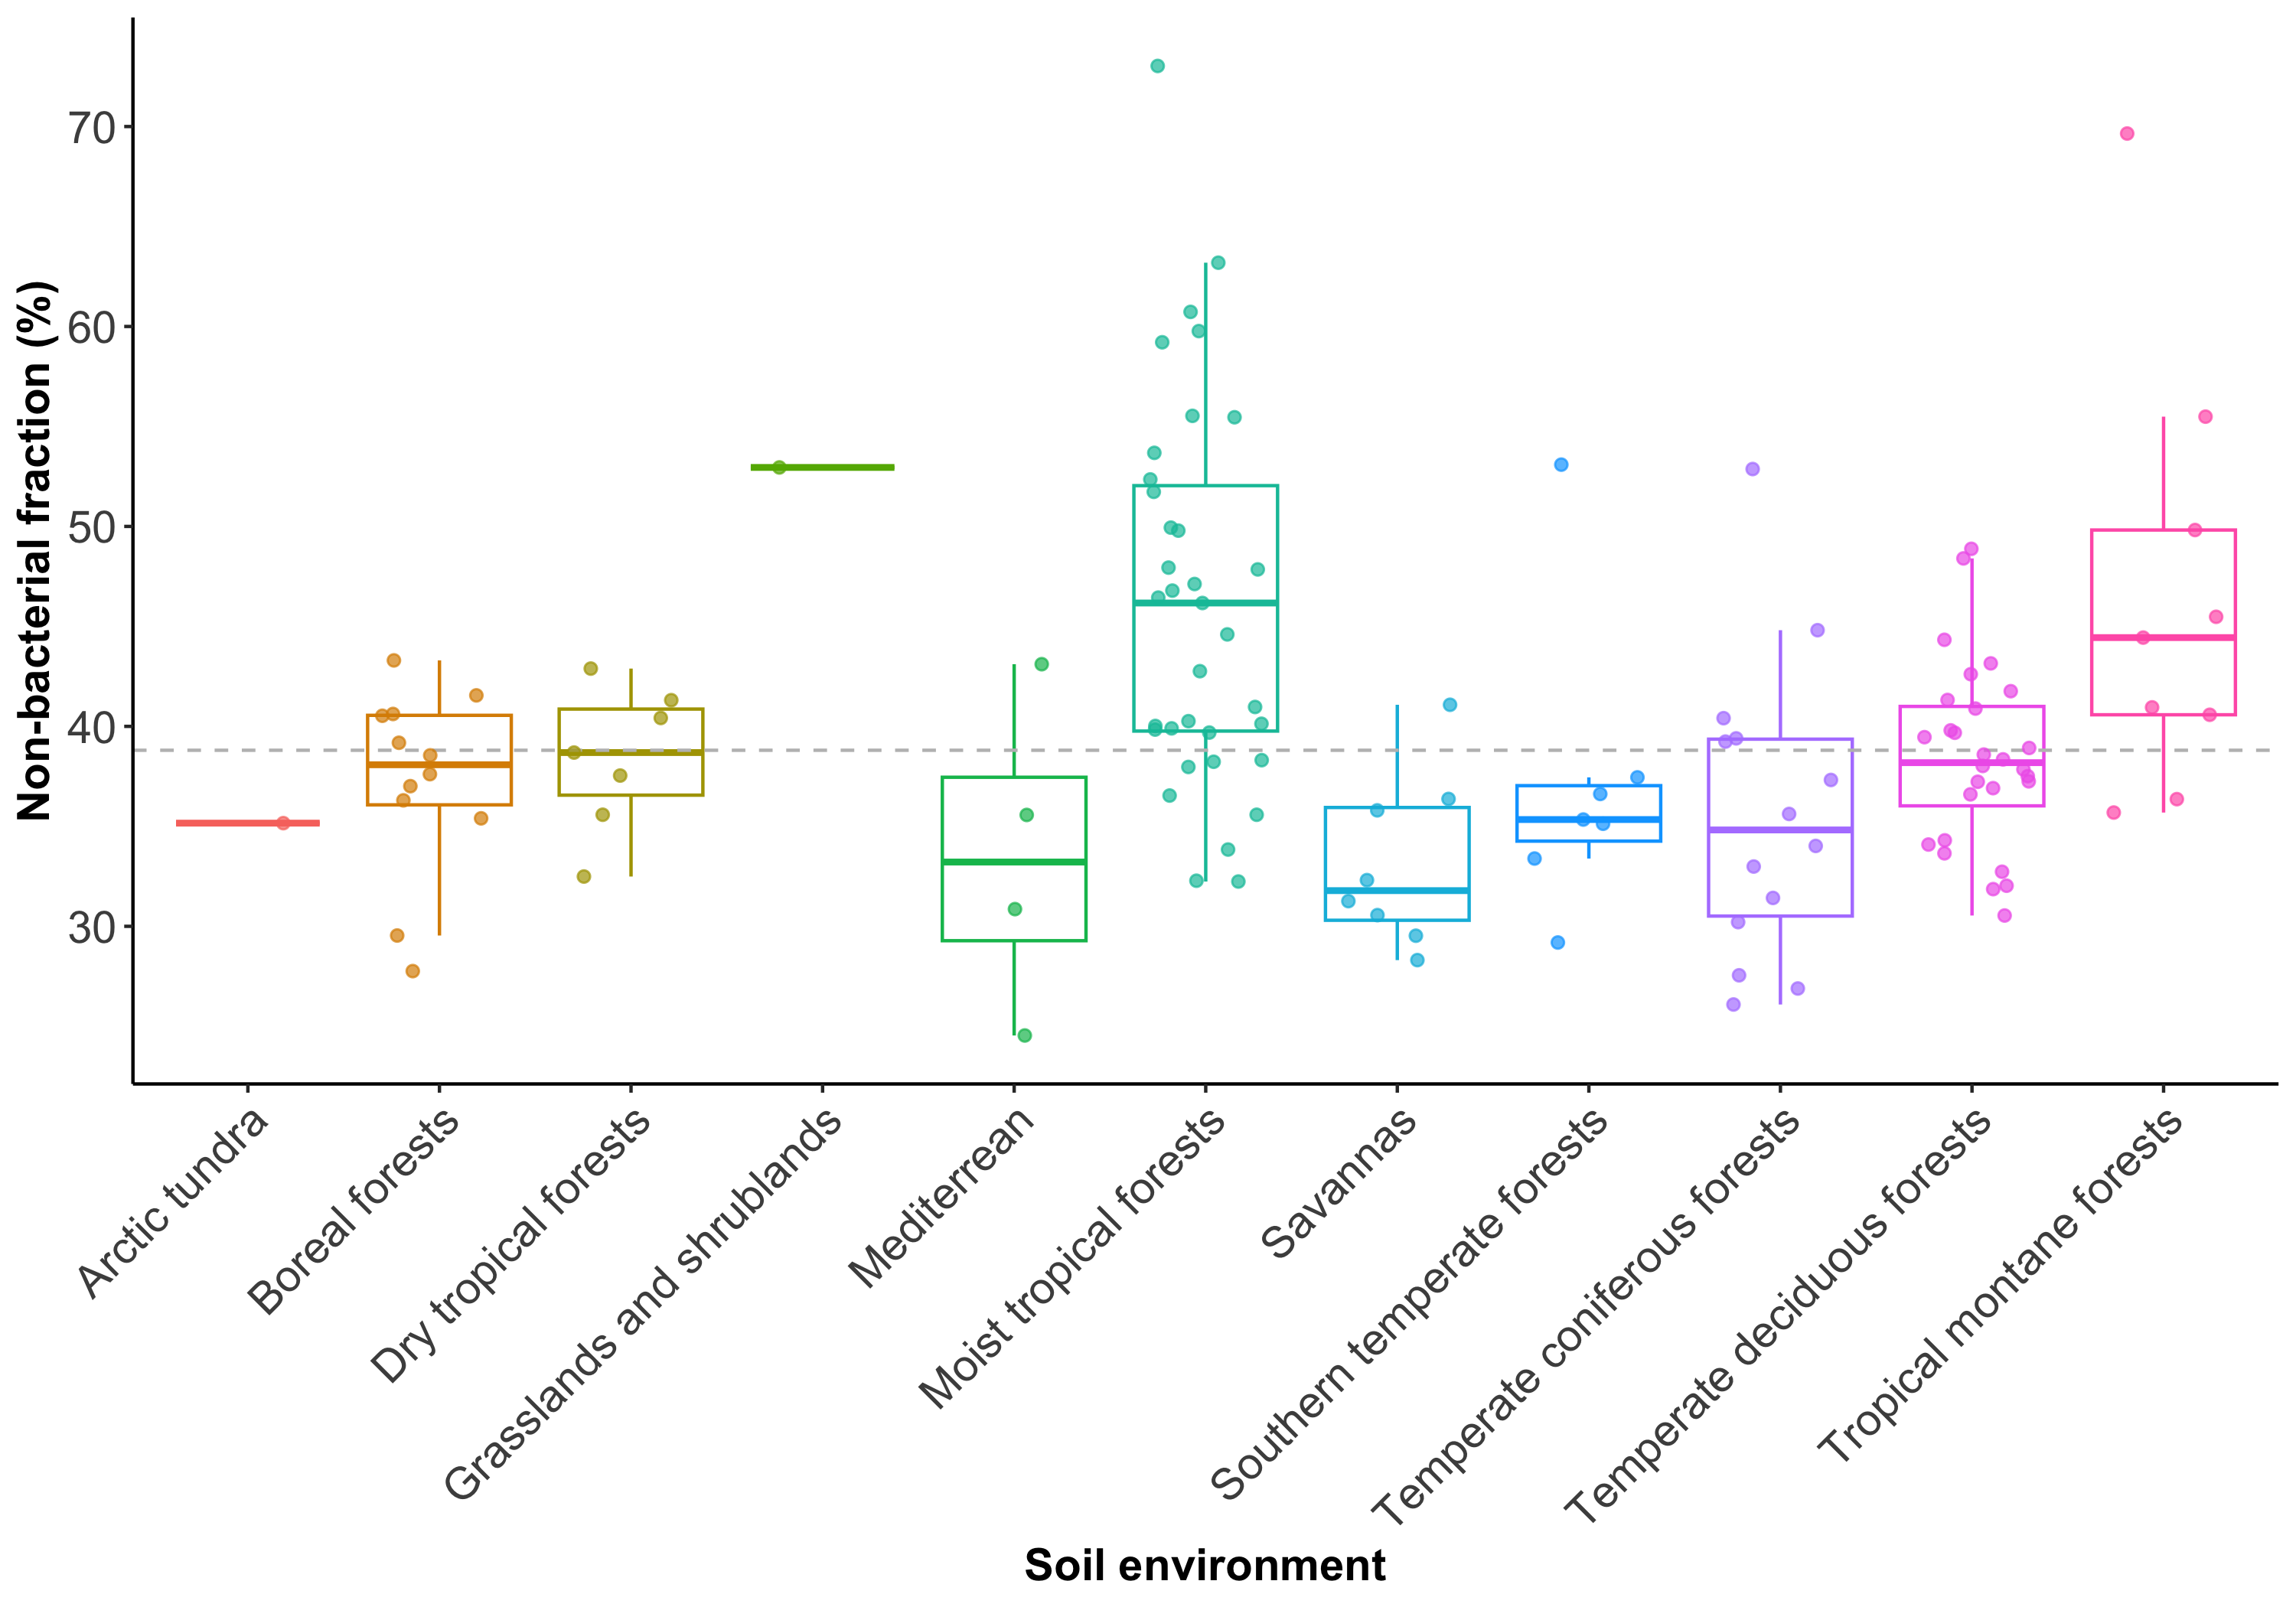 Non-bacterial fraction (%)
70
60
50
40
30
Arctic tundra
Boreal forests
Dry tropical forests
Grasslands and shrublands
Mediterrean
Moist tropical forests
Savannas
Southern temperate forests
Temperate coniferous forests
Temperate deciduous forests
Tropical montane forests
Soil environment